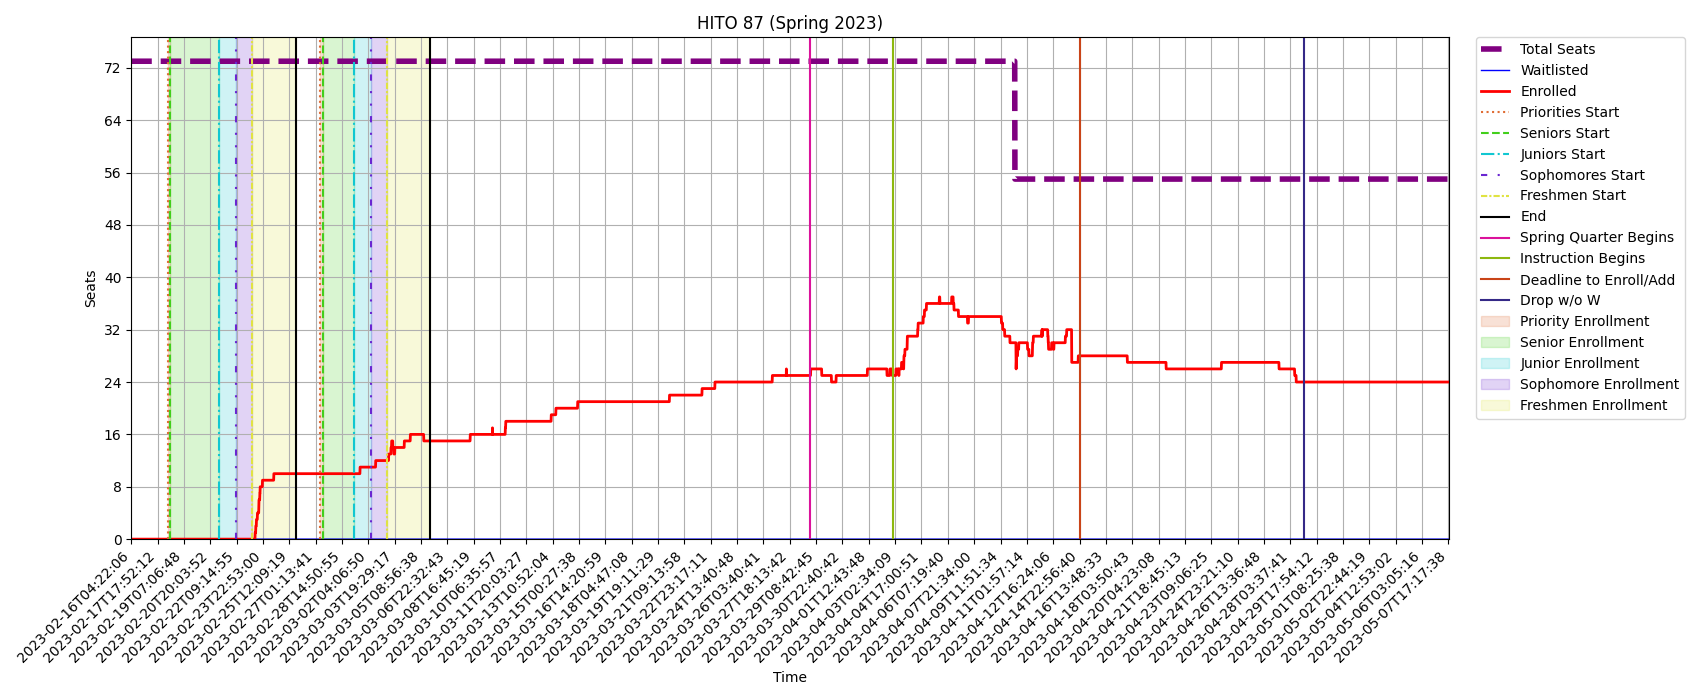 HITO 87 (Spring 2023)
72
64
56
48
40
32
24
16
8
0
Seats
2023-02-16T04:22:06
2023-02-17T17:52:12
2023-02-19T07:06:48
2023-02-20T20:03:52
2023-02-22T09:14:55
2023-02-23T22:53:00
2023-02-25T12:09:19
2023-02-27T01:13:41
2023-02-28T14:50:55
2023-03-02T04:06:50
2023-03-03T19:29:17
2023-03-05T08:56:38
2023-03-06T22:32:43
2023-03-08T16:45:19
2023-03-10T06:35:57
2023-03-11T20:03:27
2023-03-13T10:52:04
2023-03-15T00:27:38
2023-03-16T14:20:59
2023-03-18T04:47:08
2023-03-19T19:11:29
2023-03-21T09:13:58
2023-03-22T23:17:11
2023-03-24T13:40:48
2023-03-26T03:40:41
2023-03-27T18:13:42
2023-03-29T08:42:45
2023-03-30T22:40:42
2023-04-01T12:43:48
2023-04-03T02:34:09
2023-04-04T17:00:51
2023-04-06T07:19:40
2023-04-07T21:34:00
2023-04-09T11:51:34
2023-04-11T01:57:14
2023-04-12T16:24:06
2023-04-14T22:56:40
2023-04-16T13:48:33
2023-04-18T03:50:43
2023-04-20T04:23:08
2023-04-21T18:45:13
2023-04-23T09:06:25
2023-04-24T23:21:10
2023-04-26T13:36:48
2023-04-28T03:37:41
2023-04-29T17:54:12
2023-05-01T08:25:38
2023-05-02T22:44:19
2023-05-04T12:53:02
2023-05-06T03:05:16
2023-05-07T17:17:38
Time
Total Seats
Waitlisted
Enrolled
Priorities Start
Seniors Start
Juniors Start
Sophomores Start
Freshmen Start
End
Spring Quarter Begins
Instruction Begins
Deadline to Enroll/Add
Drop w/o W
Priority Enrollment
Senior Enrollment
Junior Enrollment
Sophomore Enrollment
Freshmen Enrollment